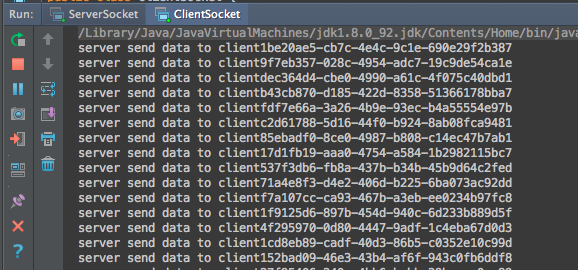 public class ClientSocket {
Run: ServerSocket ClientSocket
/Library/Java/JavaVirtualMachines/jdk1.8.0_92.jdk/Contents/Home/bin/java
server send data to client1be20ae5-cb7c-4e4c-9c1e-690e29f2b387
server send data to client9f7eb357-028c-4954-adc7-19c9de54ca1e
server send data to clientdec364d4-cbe0-4990-a61c-4f075c40dbd1
server send data to clientb43cb870-d185-422d-8358-51366178bba7
server send data to clientfdf7e66a-3a26-4b9e-93ec-b4a55554e97b
server send data to clientc2d61788-5d16-44f0-b924-8ab08fca9481
server send data to client85ebadf0-8ce0-4987-b808-c14ec47b7ab1
server send data to client17d1fb19-aaa0-4754-a584-1b2982115bc7
server send data to client537f3db6-fb8a-437b-b34b-45b9d64c2fed
server send data to client71a4e8f3-d4e2-406d-b225-6ba073ac92dd
server send data to clientf7a107cc-ca93-467b-a3eb-ee0234b97fc8
server send data to client1f9125d6-897b-454d-940c-6d233b889d5f
server send data to client4f295970-0d80-4447-9adf-1c4eba67d0d3
server send data to client1cd8eb89-cadf-40d3-86b5-c0352e10c99d
server send data to client152bad09-46e3-43b4-af6f-943c0fb6ddf8